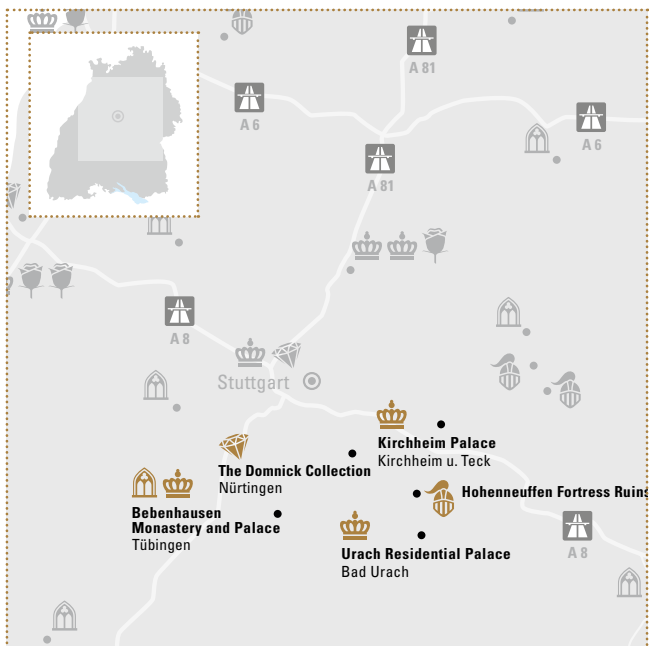 A 81
A 6
A 6
A 81
A 8
Stuttgart
Kirchheim Palace
Kirchheim u. Teck
The Domnick Collection
Nürtingen
Hohenneuffen Fortress Ruins
Bebenhausen
Monastery and Palace
Tübingen
Urach Residential Palace
Bad Urach
A 8